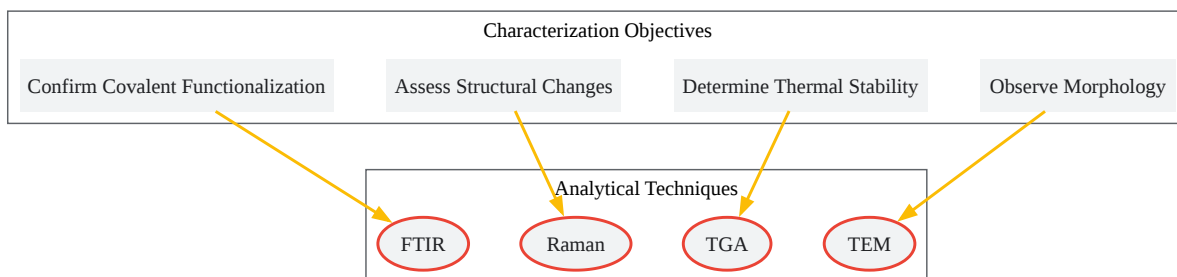 Characterization Objectives
Confirm Covalent Functionalization
Assess Structural Changes
Determine Thermal Stability
Observe Morphology
Analytical Techniques
FTIR
Raman
TGA
TEM